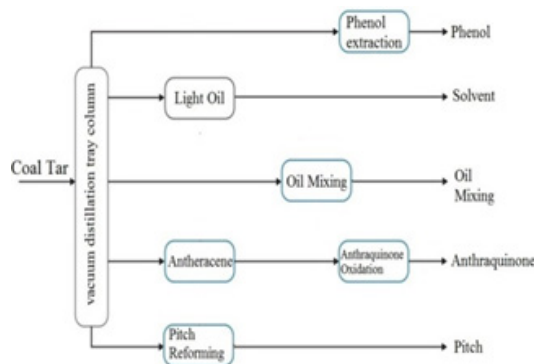 Phenol
extraction
Phenol
Light Oil
Solvent
Coal Tar
vacuum distillation tray column
Oil Mixing
Oil
Mixing
Antheracene
Anthraquinone
Oxidation
Anthraquinone
Pitch
Reforming
Pitch